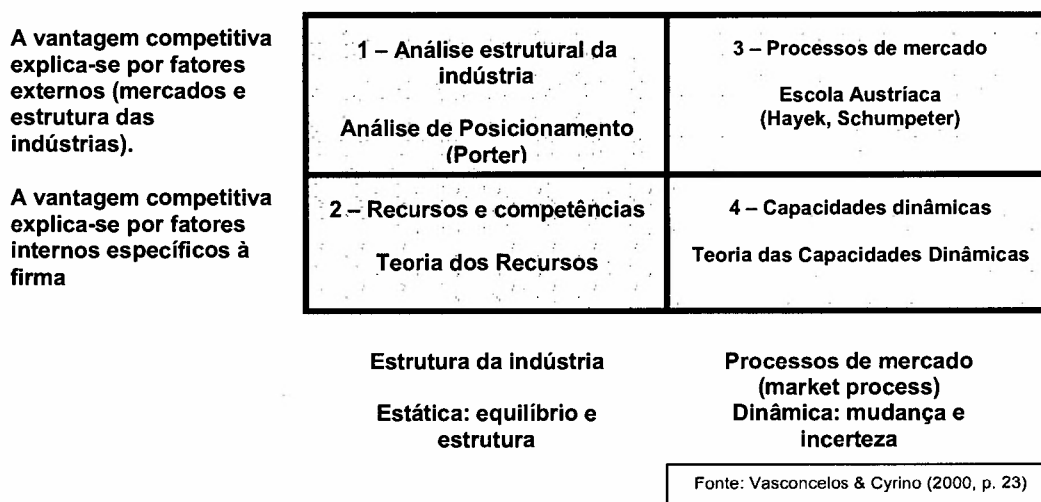 A vantagem competitiva
explica-se por fatores
externos (mercados e
estrutura das
indústrias).
1 – Análise estrutural da
indústria
Análise de Posicionamento
(Porter)
3 – Processos de mercado
Escola Austríaca
(Hayek, Schumpeter)
A vantagem competitiva
explica-se por fatores
internos específicos à
firma
2 – Recursos e competências
Teoria dos Recursos
4 – Capacidades dinâmicas
Teoria das Capacidades Dinâmicas
Estrutura da indústria
Estática: equilíbrio e
estrutura
Processos de mercado
(market process)
Dinâmica: mudança e
incerteza
Fonte: Vasconcelos & Cyrino (2000, p. 23)